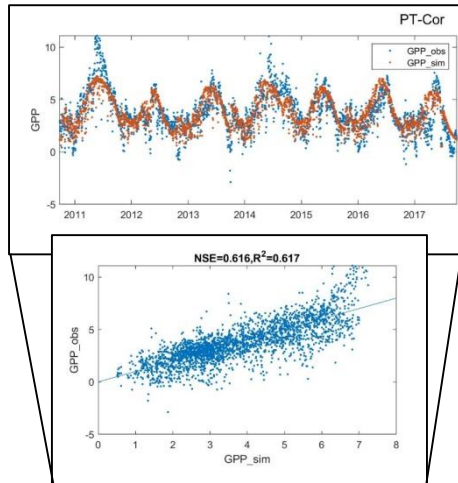 PT-Cor
GPP_obs
GPP_sim
10
5
0
-5
GPP
2011 2012 2013 2014 2015 2016 2017
NSE=0.616,R²=0.617
10
5
0
-5
GPP_obs
0 1 2 3 4 5 6 7 8
GPP_sim